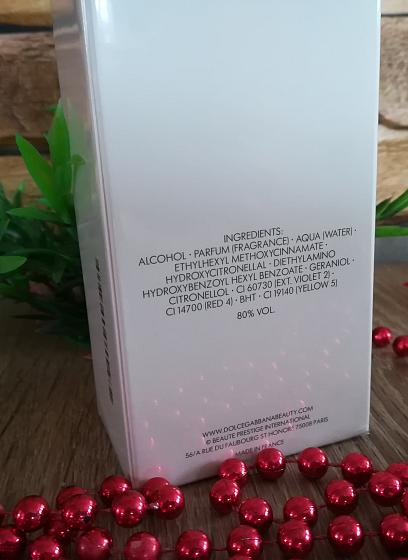 INGREDIENTS:
ALCOHOL · PARFUM (FRAGRANCE) · AQUA (WATER) ·
ETHYLHEXYL METHOXYCINNAMATE ·
HYDROXYCITRONELLAL · DIETHYLAMINO
HYDROXYBENZOYL HEXYL BENZOATE · GERANIOL ·
CITRONELLOL · CI 60730 (EXT. VIOLET 2) ·
CI 14700 (RED 4) · BHT · CI 19140 (YELLOW 5)
80% VOL.
WWW.DOLCEGABBANABEAUTY.COM
© BEAUTE PRESTIGE INTERNATIONAL
56/A RUE DU FAUBOURG ST HONORÉ 75008 PARIS
MADE IN FRANCE